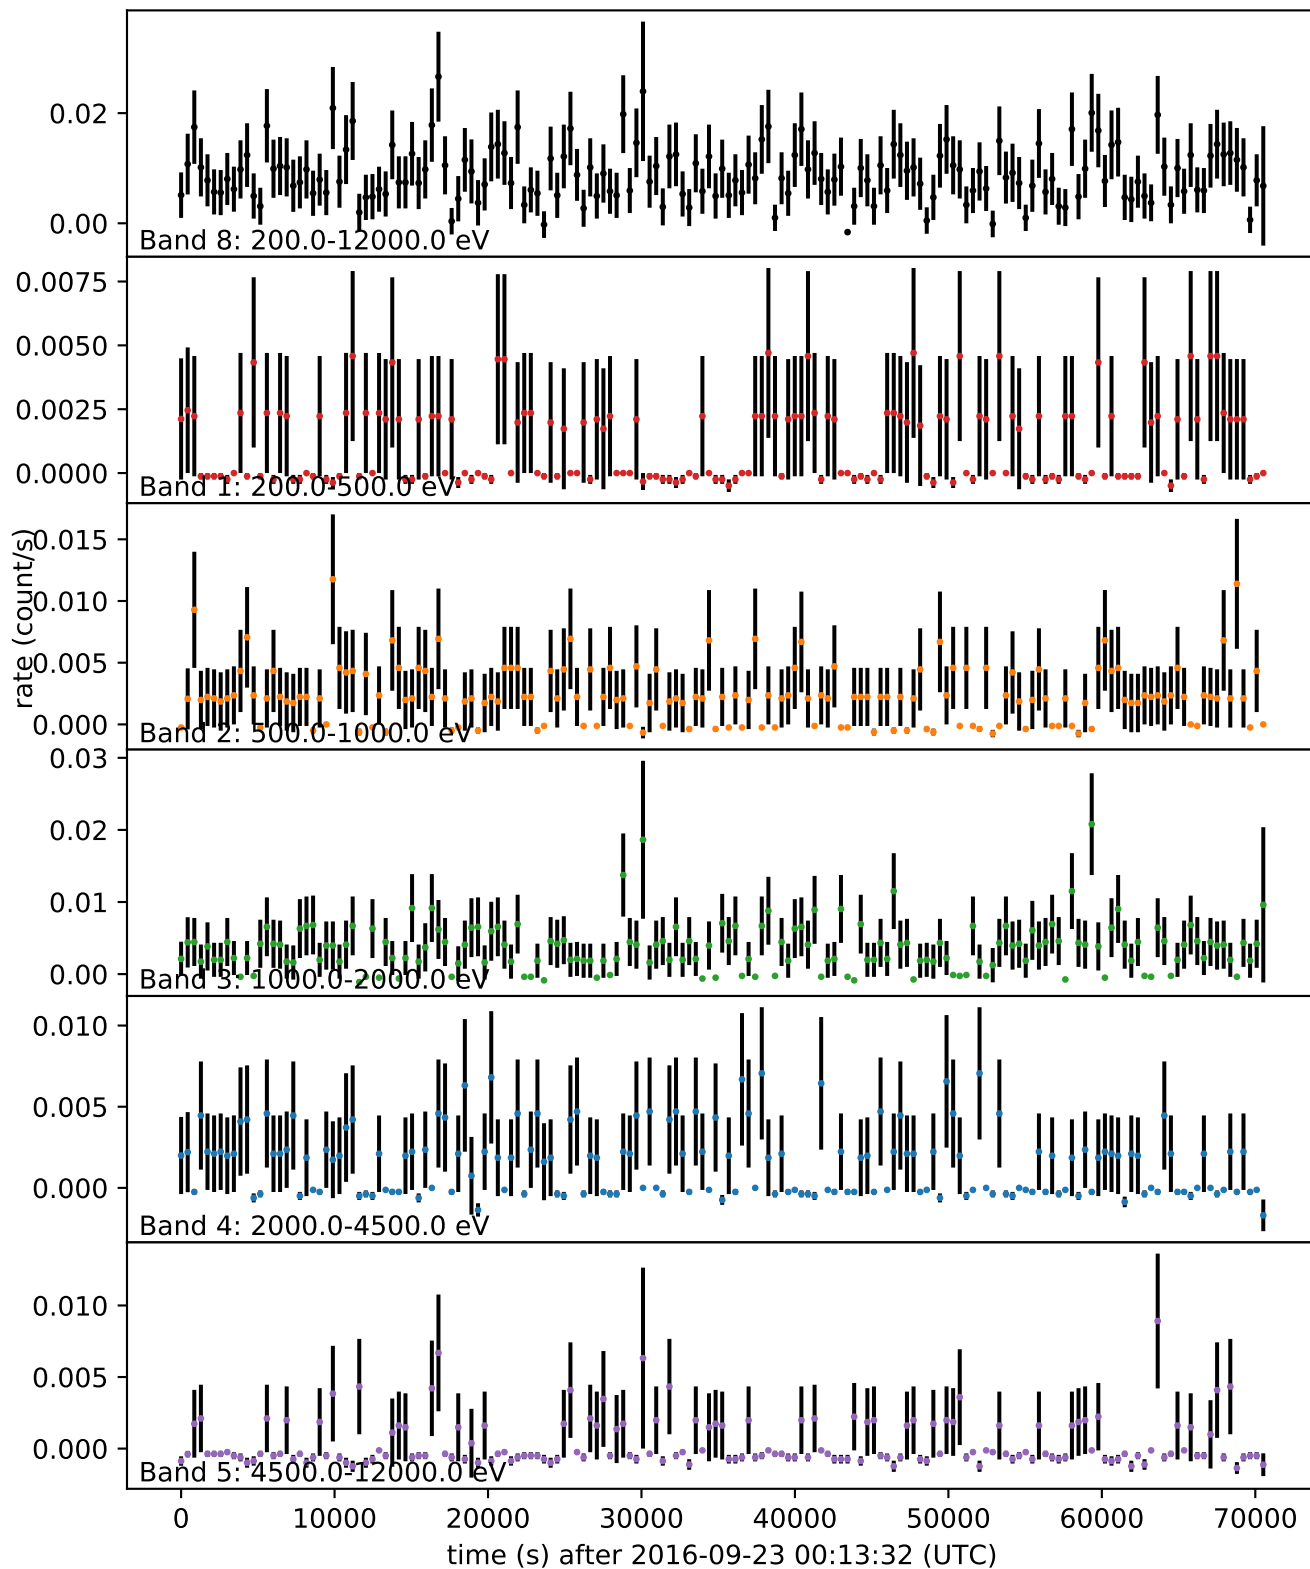 0.02
0.00
Band 8: 200.0-12000.0 eV
0.0075
0.0050
0.0025
0.0000
Band 1: 200.0-500.0 eV
rate (count/s)
0.015
0.010
0.005
0.000
Band 2: 500.0-1000.0 eV
0.03
0.02
0.01
0.00
Band 3: 1000.0-2000.0 eV
0.010
0.005
0.000
Band 4: 2000.0-4500.0 eV
0.010
0.005
0.000
Band 5: 4500.0-12000.0 eV
0 10000 20000 30000 40000 50000 60000 70000
time (s) after 2016-09-23 00:13:32 (UTC)